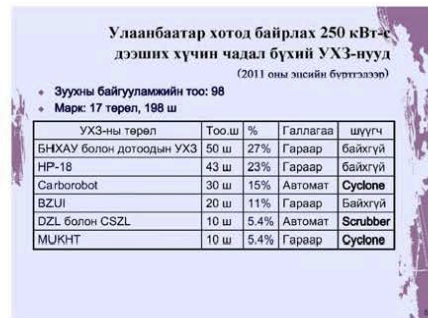 Улаанбаатар хотод байрлах 250 кВт-с
дээших хүчин чадал бүхий УХЗ-нууд
(2011 оны эцсийн бүртгэлээр)
Зуухны байгууламжийн тоо: 98
Марк: 17 төрөл, 198 ш
УХЗ-ны төрөл Тоо.ш % Галлагаа шүүгч
БНХАУ болон дотоодын УХЗ 50 ш 27% Гараар байхгүй
НР-18 43 ш 23% Гараар байхгүй
Carborobot 30 ш 15% Автомат Cyclone
BZUI 20 ш 11% Гараар Байхгүй
DZL болон CSZL 10 ш 5.4% Автомат Scrubber
MUKHT 10 ш 5.4% Гараар Cyclone